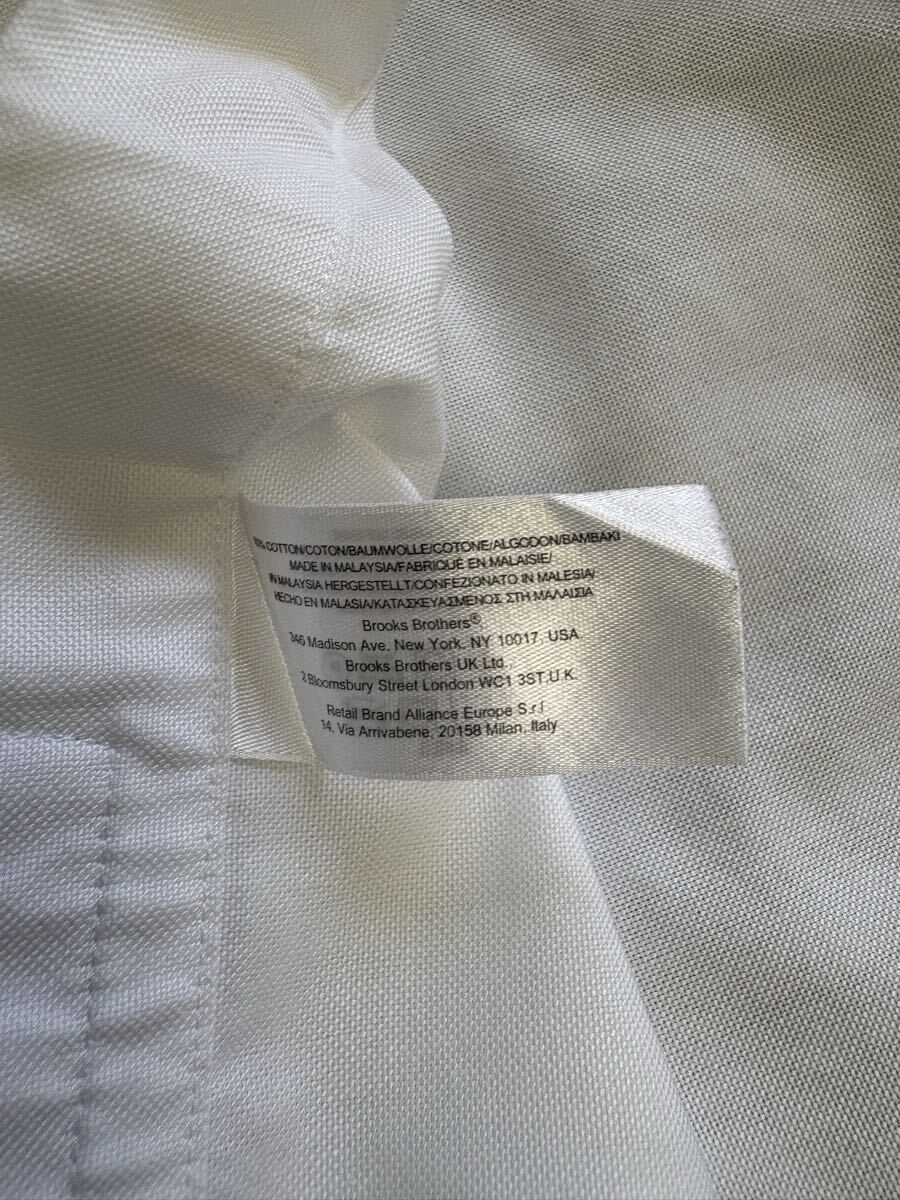 100% COTTON/COTON/BAUMWOLLE/COTONE/ALGODON/BAMBAKI
MADE IN MALAYSIA/FABRIQUE EN MALAISIE/
IN MALAYSIA HERGESTELLT/CONFEZIONATO IN MALESIA/
HECHO EN MALASIA/ΚΑΤΑΣΚΕΥΑΣΜΕΝΟΣ ΣΤΗ ΜΑΛΑΙΣΙΑ
Brooks Brothers®
346 Madison Ave, New York, NY 10017, USA
Brooks Brothers UK Ltd.
2 Bloomsbury Street London WC1 3ST.U.K.
Retail Brand Alliance Europe S.r.l
14, Via Arrivabene, 20158 Milan, Italy